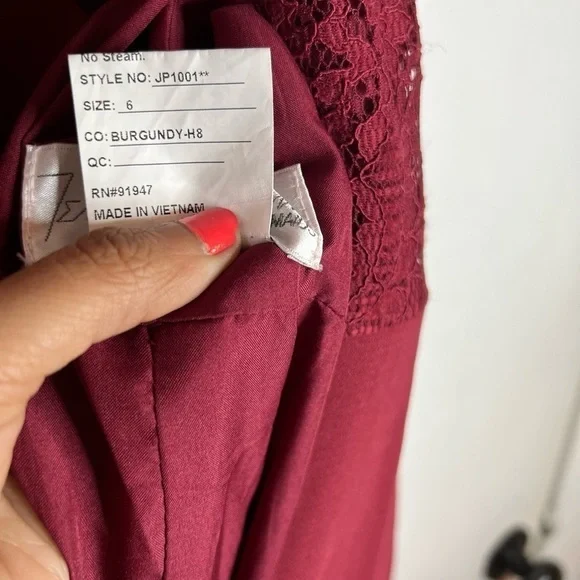 No Steam.
STYLE NO: JP1001**
SIZE: 6
CO: BURGUNDY-H8
QC:
RN#91947
MADE IN VIETNAM